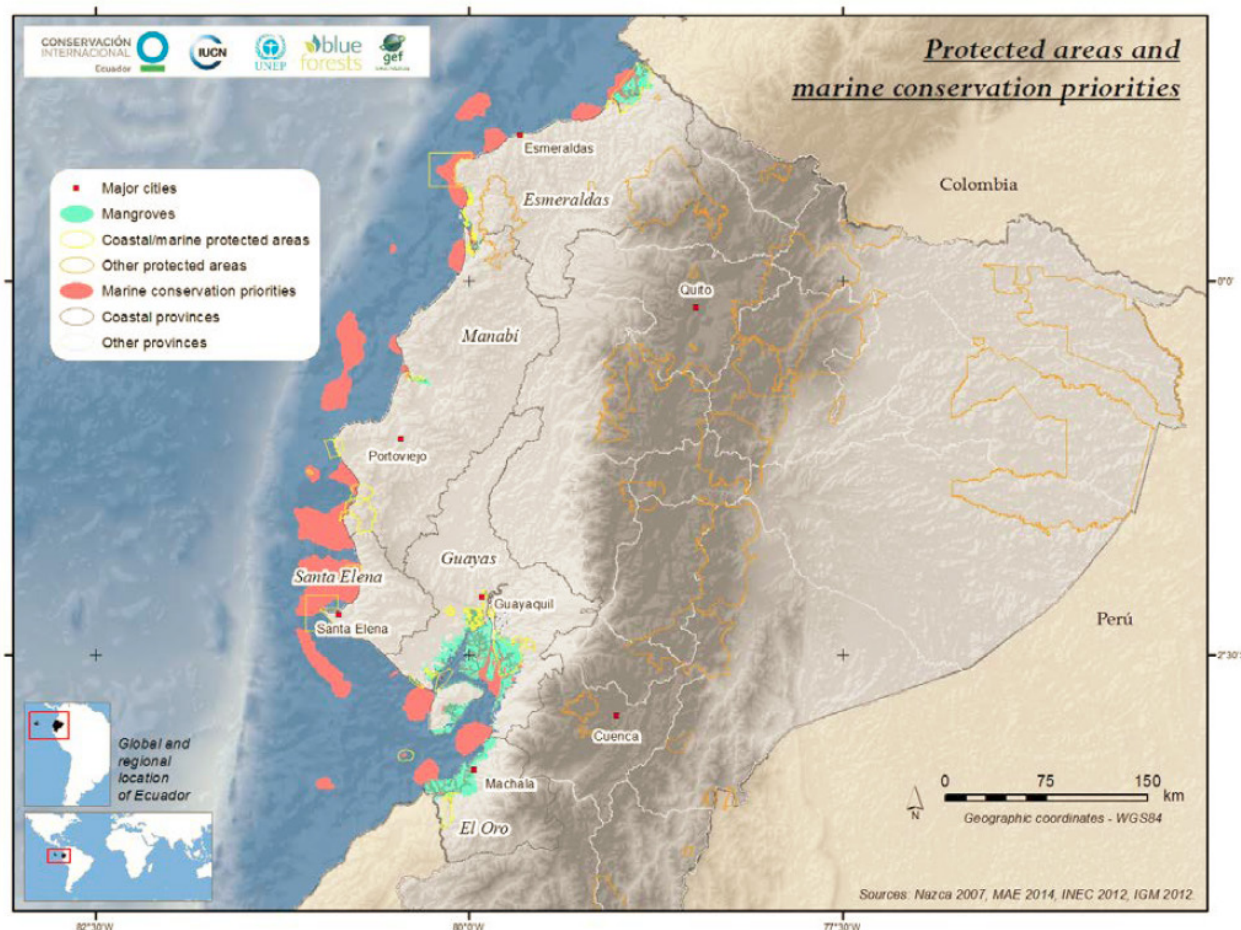 CONSERVACIÓN
INTERNACIONAL
Ecuador
IUCN
UNEP
blue
forests
gef
Protected areas and
marine conservation priorities
Major cities
Mangroves
Coastal/marine protected areas
Other protected areas
Marine conservation priorities
Coastal provinces
Other provinces
Esmeraldas
Esmeraldas
Colombia
0°0'
Quito
Manabí
Portoviejo
Guayas
Santa Elena
Guayaquil
Santa Elena
Perú
2°30'
Cuenca
Machala
El Oro
Global and
regional
location
of Ecuador
0 75 150
km
N
Geographic coordinates - WGS84
Sources: Nazca 2007, MAE 2014, INEC 2012, IGM 2012
82°30' 80°0' 77°30'